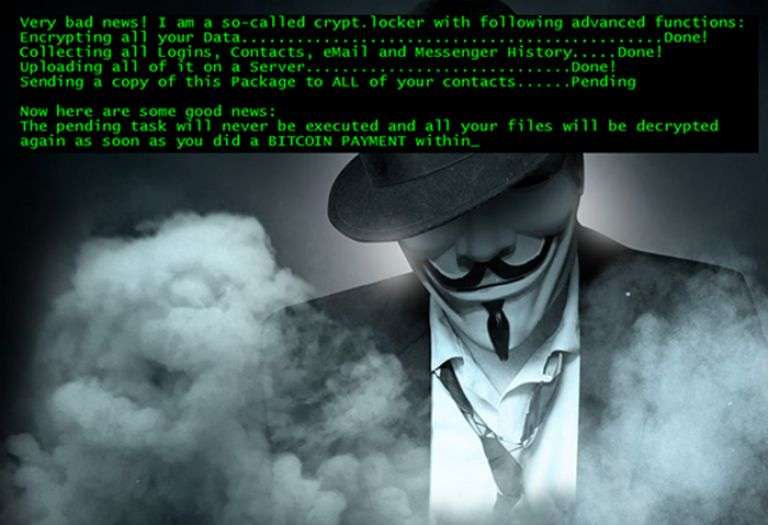 Very bad news! I am a so-called crypt.locker with following advanced functions:
Encrypting all your Data.............................................Done!
Collecting all Logins, Contacts, eMail and Messenger History.....Done!
Uploading all of it on a Server............................Done!
Sending a copy of this Package to ALL of your contacts......Pending
Now here are some good news:
The pending task will never be executed and all your files will be decrypted
again as soon as you did a BITCOIN PAYMENT within_